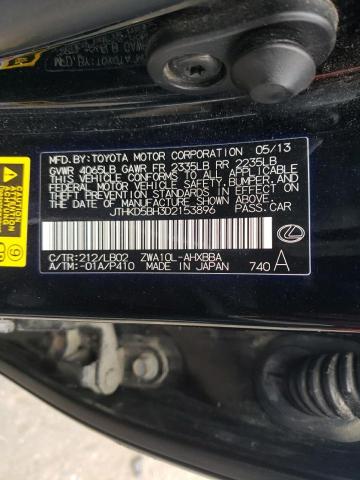 MFD. BY:TOYOTA MOTOR CORPORATION 05/13
GVWR 4065LB GAWR FR 2335LB RR 2235LB
THIS VEHICLE CONFORMS TO ALL APPLICABLE
FEDERAL MOTOR VEHICLE SAFETY, BUMPER, AND
THEFT PREVENTION STANDARDS IN EFFECT ON
THE DATE OF MANUFACTURE SHOWN ABOVE.
JTHKD5BH3D2153896
C/TR:212/LB02 ZWA10L-AHXBBA
A/TM:-01A/P410 MADE IN JAPAN 740 A